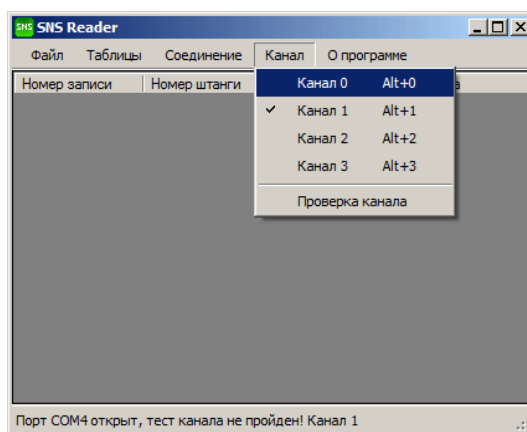 SNS SNS Reader
Файл Таблицы Соединение Канал О программе
Номер записи Номер штанги
Канал 0 Alt+0
Канал 1 Alt+1
Канал 2 Alt+2
Канал 3 Alt+3
Проверка канала
Порт COM4 открыт, тест канала не пройден! Канал 1